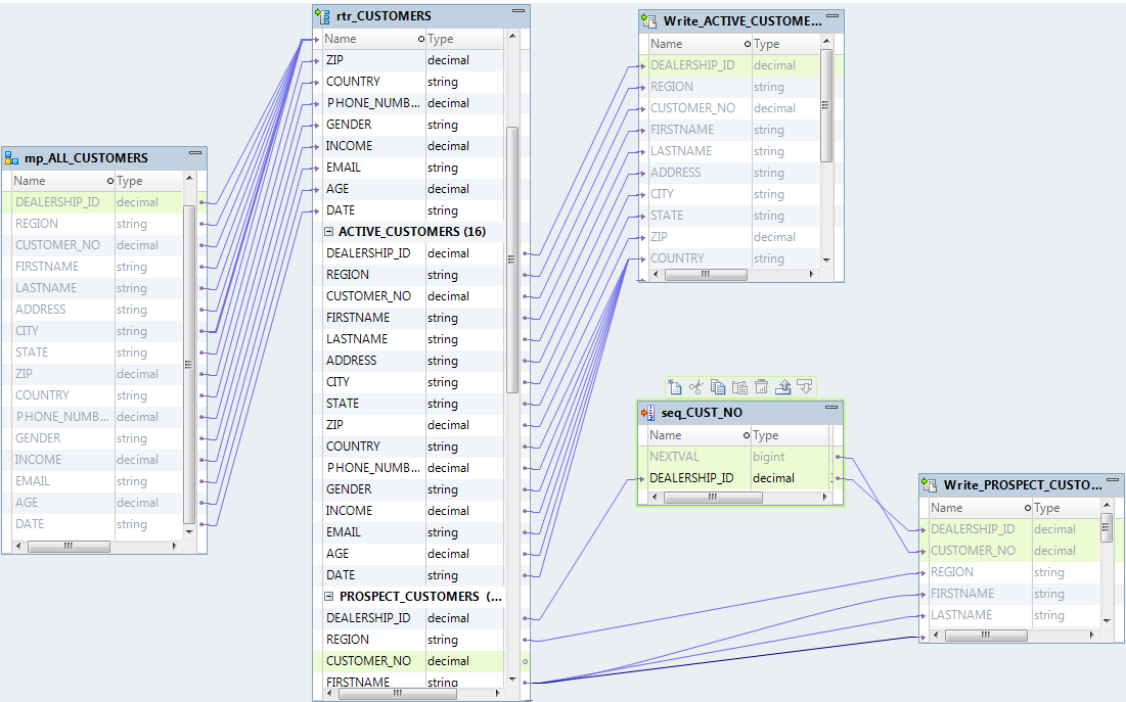 mp_ALL_CUSTOMERS
Name Type
DEALERSHIP_ID decimal
REGION string
CUSTOMER_NO decimal
FIRSTNAME string
LASTNAME string
ADDRESS string
CITY string
STATE string
ZIP decimal
COUNTRY string
PHONE_NUMB... decimal
GENDER string
INCOME decimal
EMAIL string
AGE decimal
DATE string
rtr_CUSTOMERS
Name Type
ZIP decimal
COUNTRY string
PHONE_NUMB... decimal
GENDER string
INCOME decimal
EMAIL string
AGE decimal
DATE string
ACTIVE_CUSTOMERS (16)
DEALERSHIP_ID decimal
REGION string
CUSTOMER_NO decimal
FIRSTNAME string
LASTNAME string
ADDRESS string
CITY string
STATE string
ZIP decimal
COUNTRY string
PHONE_NUMB... decimal
GENDER string
INCOME decimal
EMAIL string
AGE decimal
DATE string
PROSPECT_CUSTOMERS (...
DEALERSHIP_ID decimal
REGION string
CUSTOMER_NO decimal
FIRSTNAME string
Write_ACTIVE_CUSTOME...
Name Type
DEALERSHIP_ID decimal
REGION string
CUSTOMER_NO decimal
FIRSTNAME string
LASTNAME string
ADDRESS string
CITY string
STATE string
ZIP decimal
COUNTRY string
seq_CUST_NO
Name Type
NEXTVAL bigint
DEALERSHIP_ID decimal
Write_PROSPECT_CUSTO...
Name Type
DEALERSHIP_ID decimal
CUSTOMER_NO decimal
REGION string
FIRSTNAME string
LASTNAME string